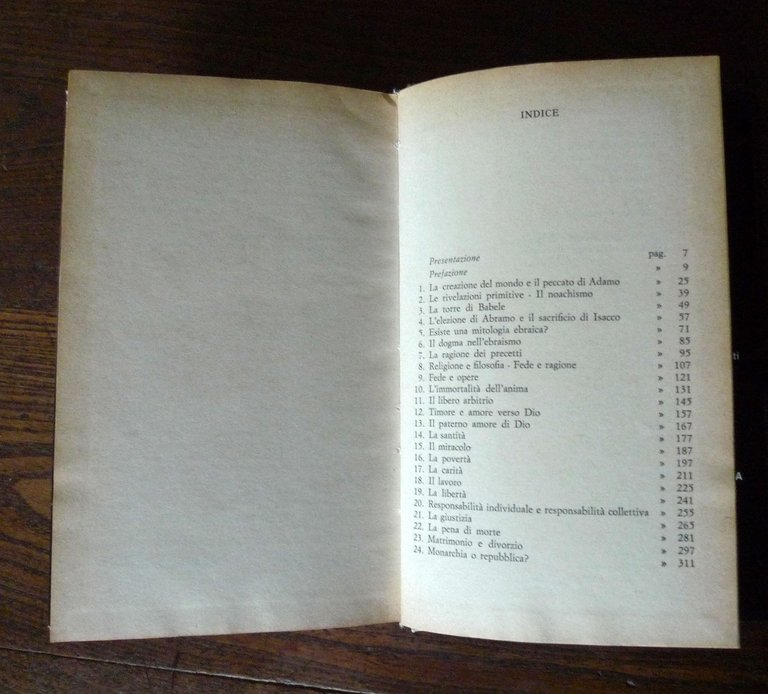 INDICE
Presentazione pag. 7
Prefazione » 9
1. La creazione del mondo e il peccato di Adamo » 25
2. Le rivelazioni primitive - Il noachismo » 39
3. La torre di Babele » 49
4. L'elezione di Abramo e il sacrificio di Isacco » 57
5. Esiste una mitologia ebraica? » 71
6. Il dogma nell'ebraismo » 85
7. La ragione dei precetti » 95
8. Religione e filosofia - Fede e ragione » 107
9. Fede e opere » 121
10. L'immortalità dell'anima » 131
11. Il libero arbitrio » 145
12. Timore e amore verso Dio » 157
13. Il paterno amore di Dio » 167
14. La santità » 177
15. Il miracolo » 187
16. La povertà » 197
17. La carità » 211
18. Il lavoro » 225
19. La libertà » 241
20. Responsabilità individuale e responsabilità collettiva » 255
21. La giustizia » 265
22. La pena di morte » 281
23. Matrimonio e divorzio » 297
24. Monarchia o repubblica? » 311
ti
A